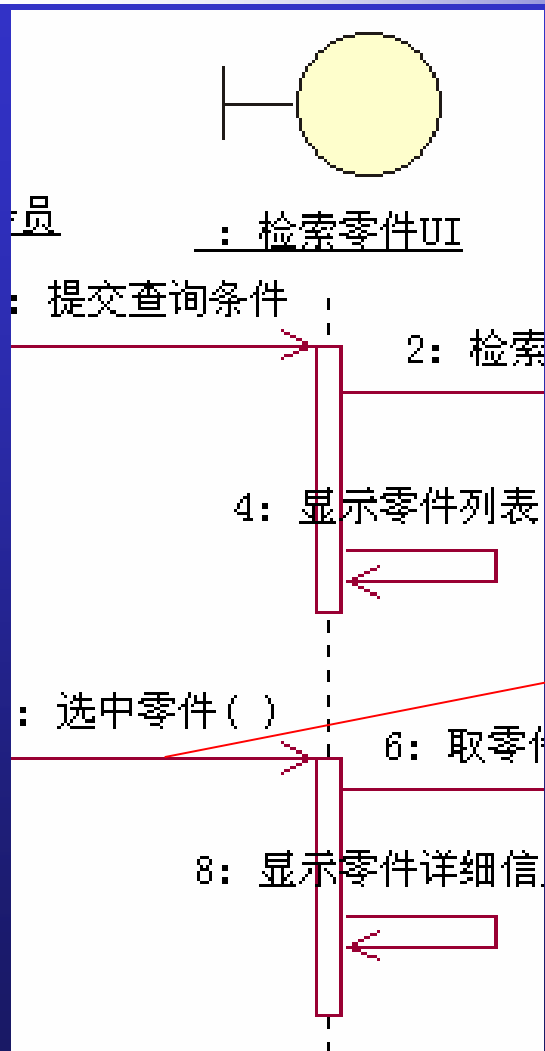 员
: 检索零件UI
: 提交查询条件
2: 检索
4: 显示零件列表
: 选中零件( )
6: 取零
8: 显示零件详细信